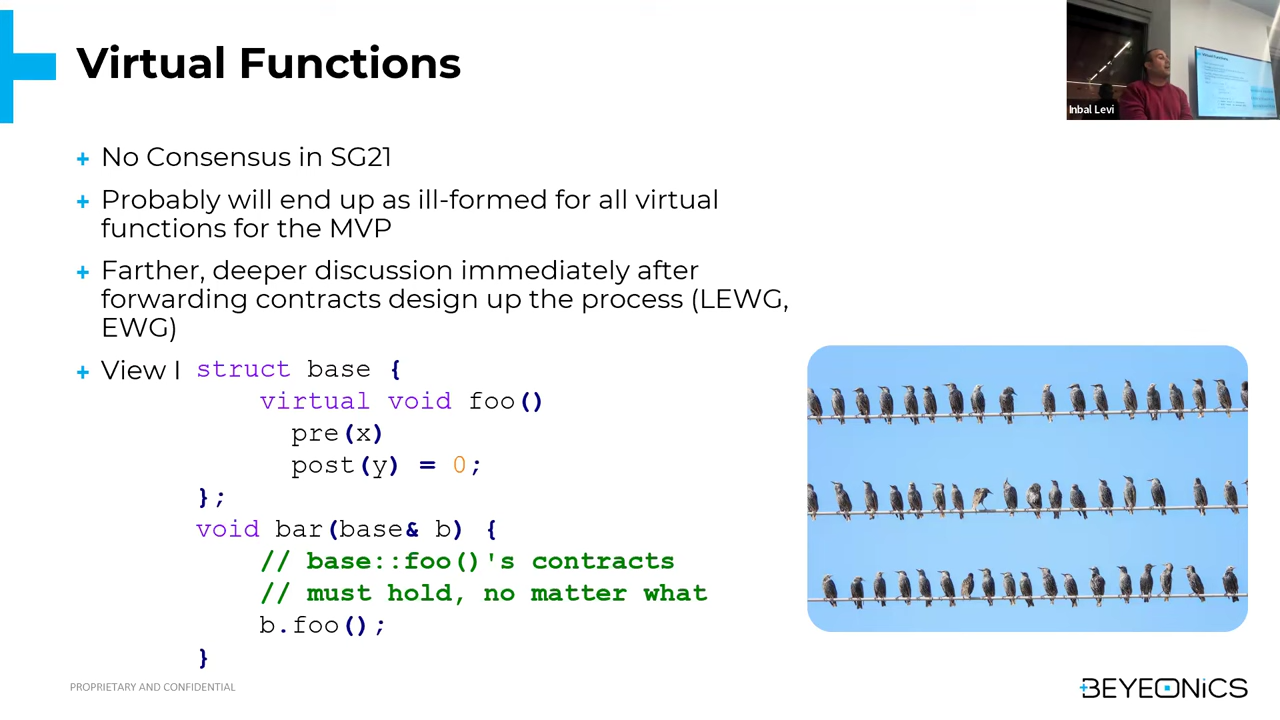 Virtual Functions
Inbal Levi
No Consensus in SG21
Probably will end up as ill-formed for all virtual
functions for the MVP
Farther, deeper discussion immediately after
forwarding contracts design up the process (LEWG,
EWG)
View I
struct base {
virtual void foo()
pre(x)
post(y) = 0;
};
void bar(base& b) {
// base::foo()'s contracts
// must hold, no matter what
b.foo();
}
PROPRIETARY AND CONFIDENTIAL
BEYEONICS